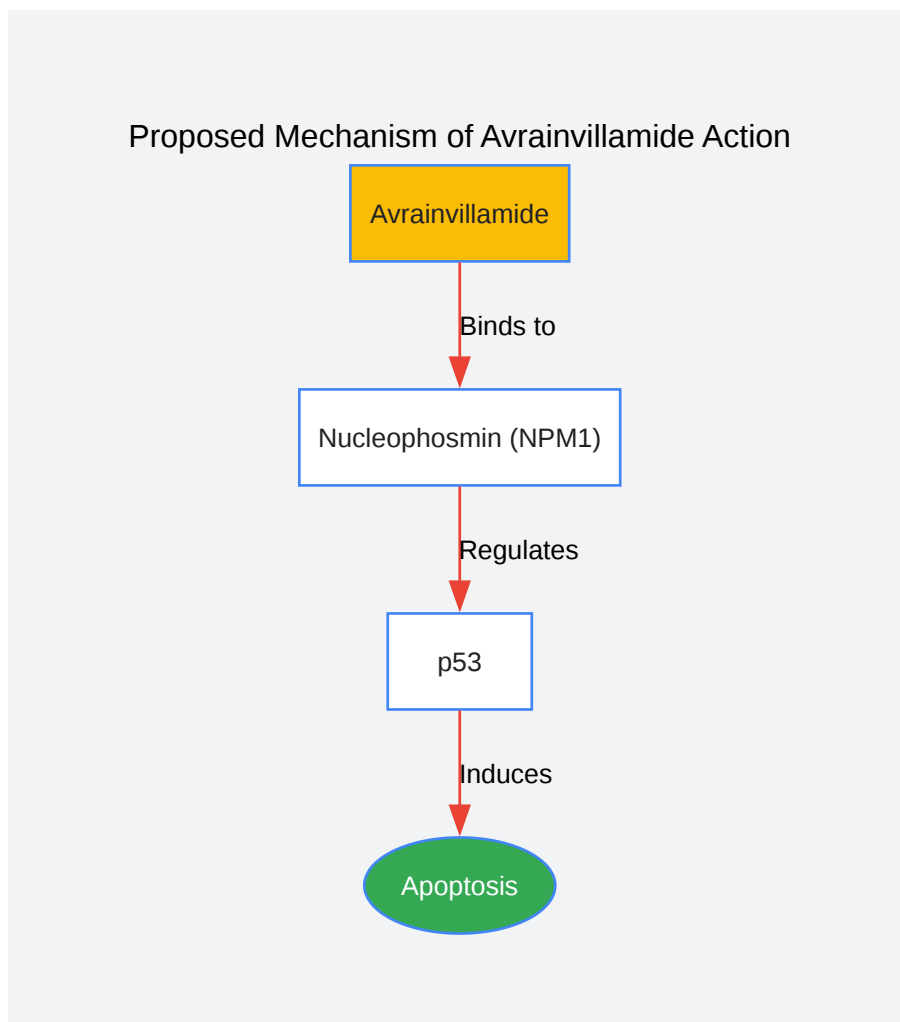 Proposed Mechanism of Avrainvillamide Action
Avrainvillamide
Binds to
Nucleophosmin (NPM1)
Regulates
p53
Induces
Apoptosis